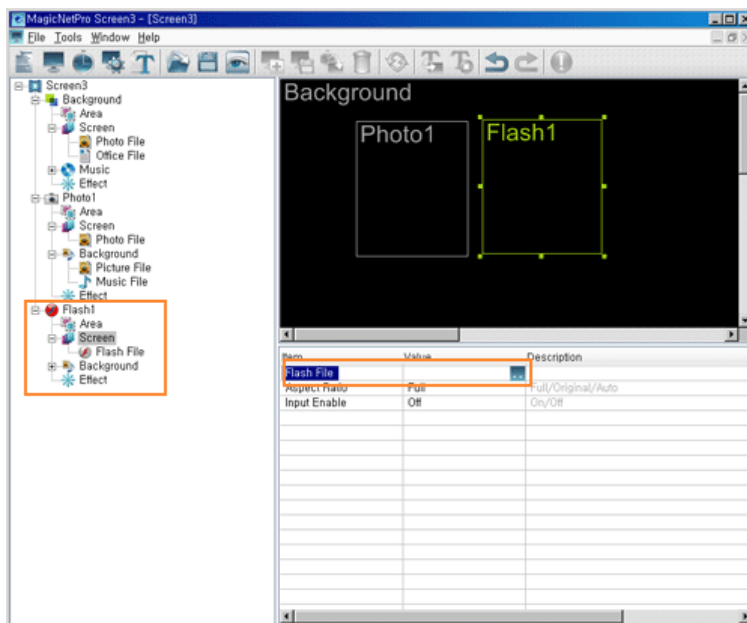 MagicNetPro Screen3 - [Screen3]
File Tools Window Help
Screen3
Background
Area
Screen
Photo File
Office File
Music
Effect
Photo1
Area
Screen
Photo File
Background
Picture File
Music File
Effect
Flash1
Area
Screen
Flash File
Background
Effect
Background
Photo1
Flash1
Item Value Description
Flash File
Aspect Ratio Full Full/Original/Auto
Input Enable Off On/Off